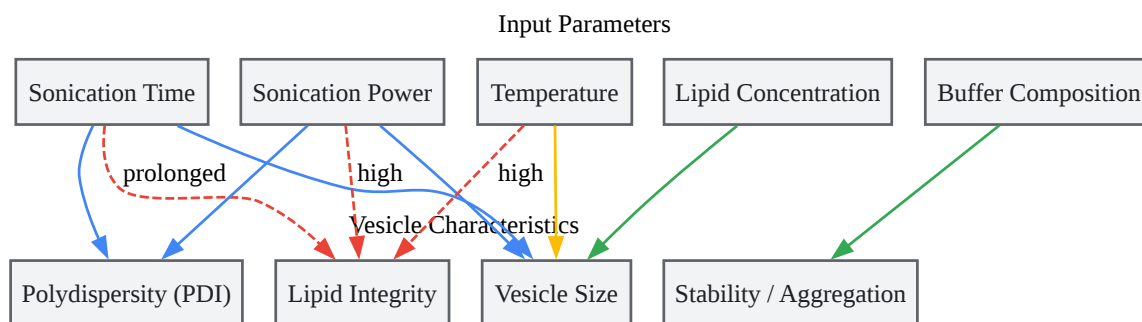 Input Parameters
Sonication Time
Sonication Power
Temperature
Lipid Concentration
Buffer Composition
prolonged
high
high
Vesicle Characteristics
Polydispersity (PDI)
Lipid Integrity
Vesicle Size
Stability / Aggregation